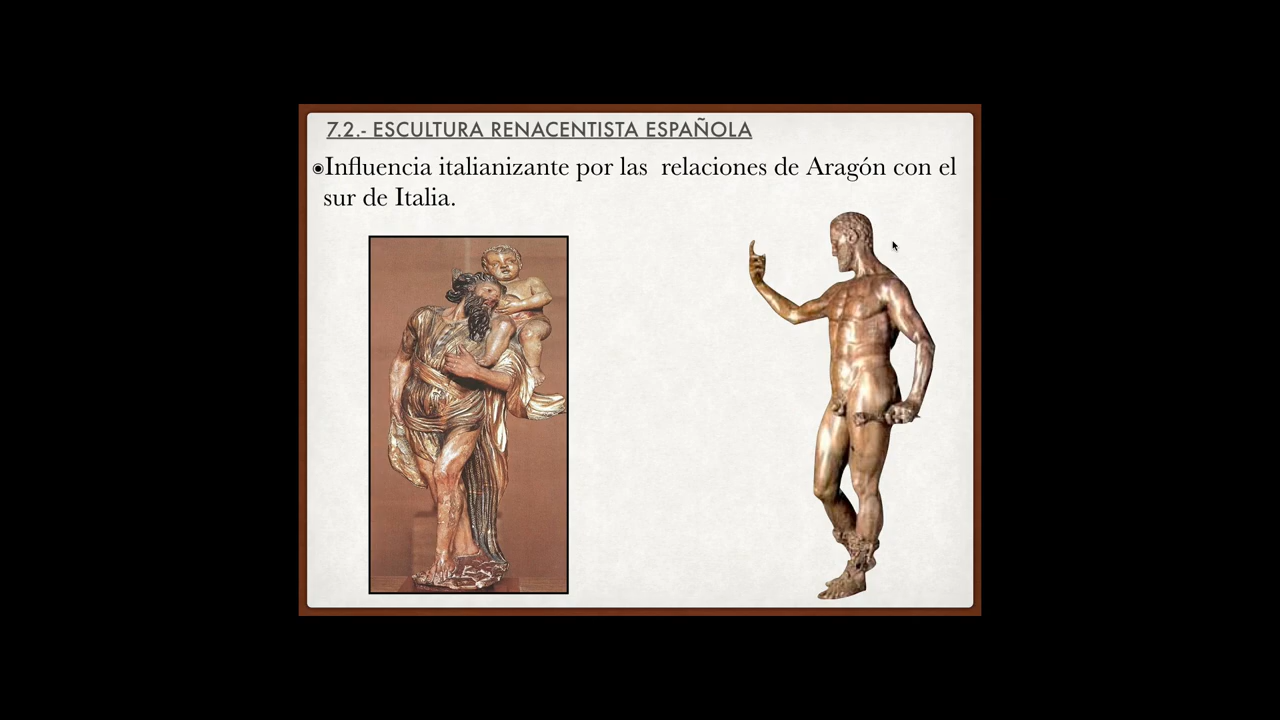 7.2.- ESCULTURA RENACENTISTA ESPAÑOLA
Influencia italianizante por las relaciones de Aragón con el
sur de Italia.